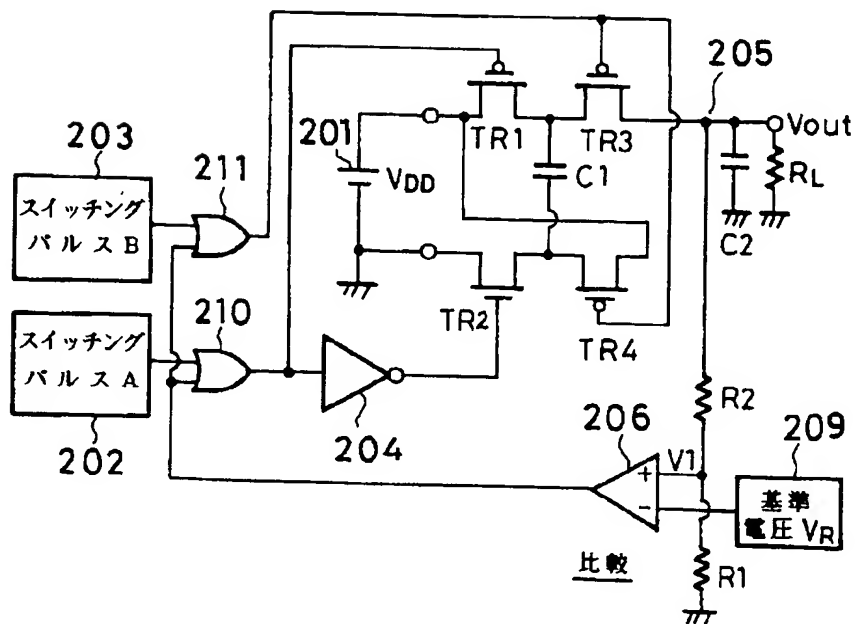 205
203
211
201
VDD
TR1
TR3
C1
Vout
RL
C2
スイッチング
パルスB
TR2
TR4
210
スイッチング
パルスA
202
204
R2
206
V1
209
+
-
基準
電圧VR
比較
R1